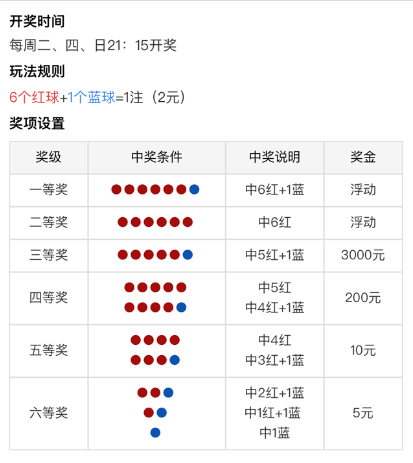 开奖时间
每周二、四、日21：15开奖
玩法规则
6个红球+1个蓝球=1注（2元）
奖项设置
奖级 中奖条件 中奖说明 奖金
一等奖 中6红+1蓝 浮动
二等奖 中6红 浮动
三等奖 中5红+1蓝 3000元
四等奖 中5红 200元
中4红+1蓝
五等奖 中4红 10元
中3红+1蓝
六等奖 中2红+1蓝 5元
中1红+1蓝
中1蓝